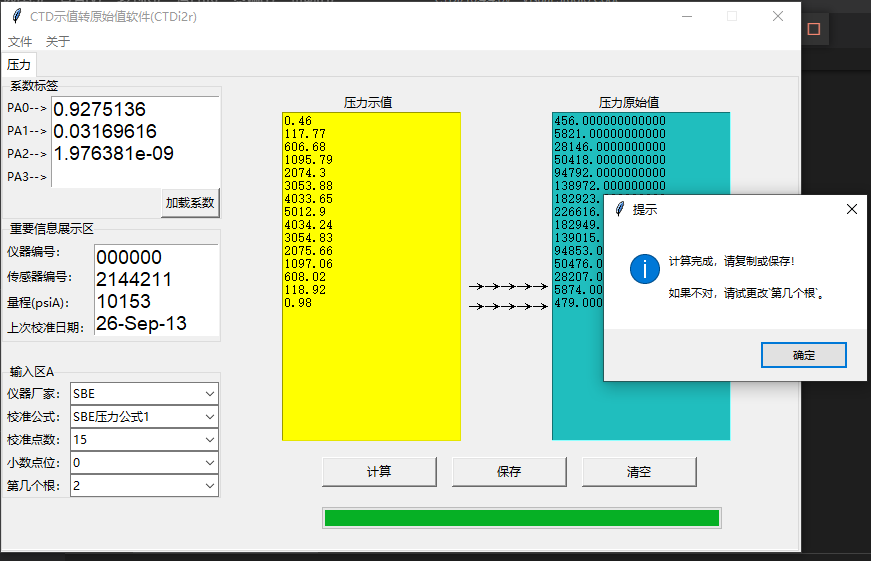 CTD示值转原始值软件(CTDi2r)
文件 关于
压力
系数标签
PA0--> 0.9275136
PA1--> 0.03169616
PA2--> 1.976381e-09
PA3-->
加载系数
重要信息展示区
仪器编号: 000000
传感器编号: 2144211
量程(psiA): 10153
上次校准日期: 26-Sep-13
输入区A
仪器厂家: SBE
校准公式: SBE压力公式1
校准点数: 15
小数点位: 0
第几个根: 2
压力示值
0.46
117.77
606.68
1095.79
2074.3
3053.88
4033.65
5012.9
4034.24
3054.83
2075.66
1097.06
608.02
118.92
0.98
压力原始值
456.000000000000
5821.00000000000
28146.0000000000
50418.0000000000
94792.0000000000
138972.000000000
182923.
226616.
182949.
139015.
94853.0
50476.0
28207.0
5874.00
479.000
计算 保存 清空
提示
计算完成，请复制或保存!
如果不对，请试更改`第几个根`。
确定